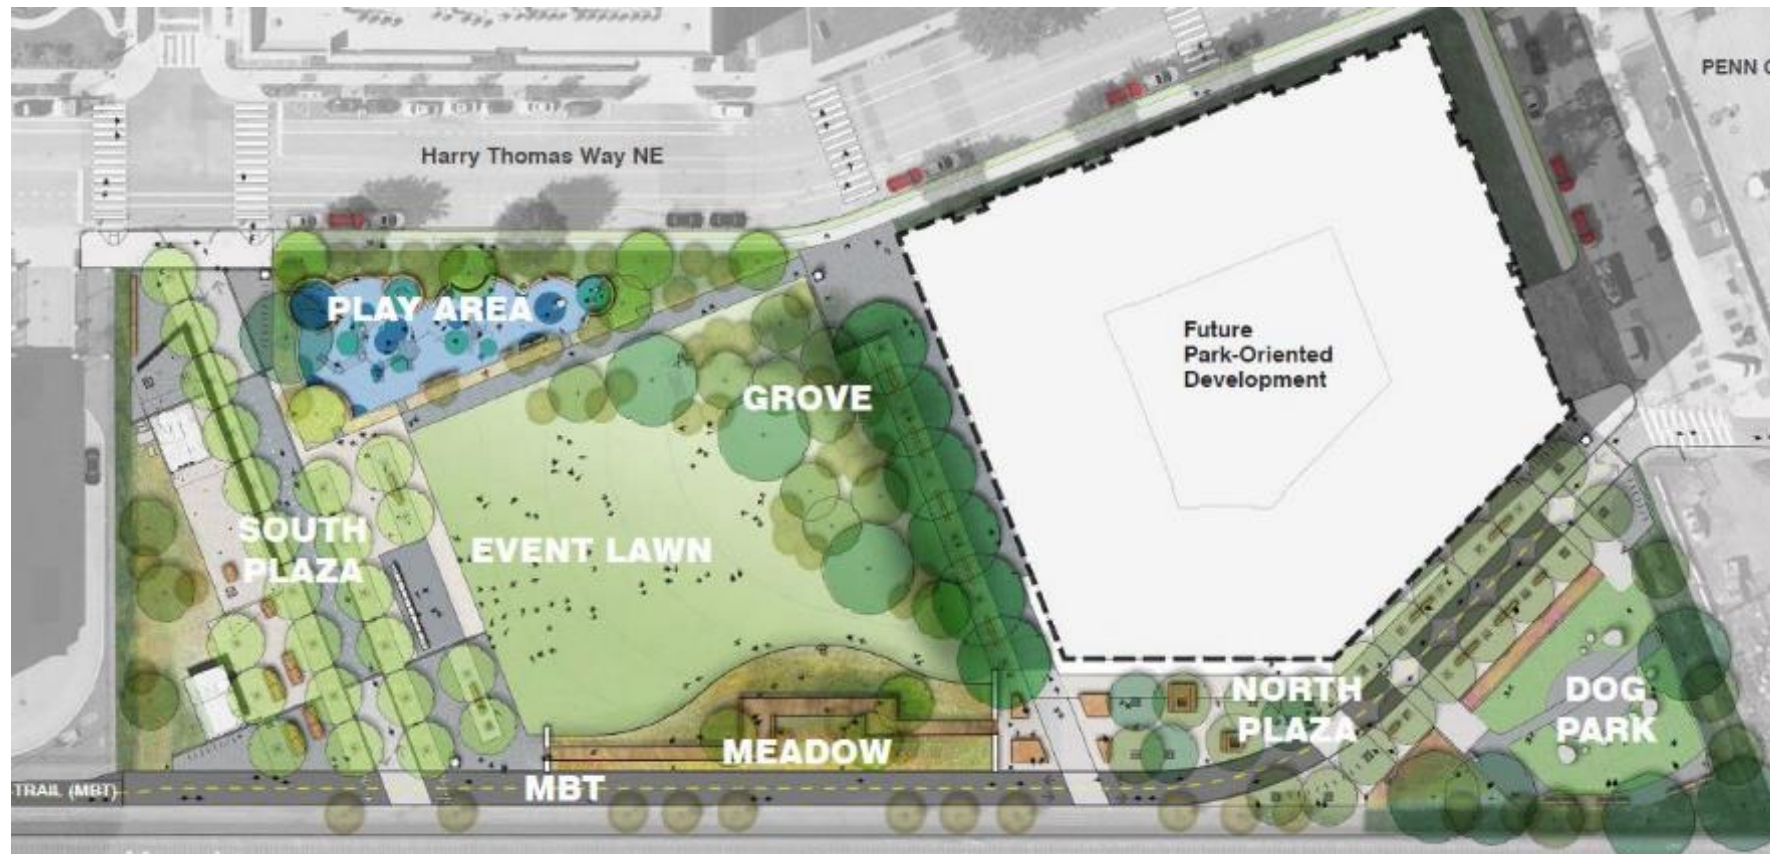 PENN
Harry Thomas Way NE
PLAY AREA
Future
Park-Oriented
Development
GROVE
SOUTH
PLAZA
EVENT LAWN
NORTH
PLAZA
DOG
PARK
MEADOW
MBT
TRAIL (MBT)